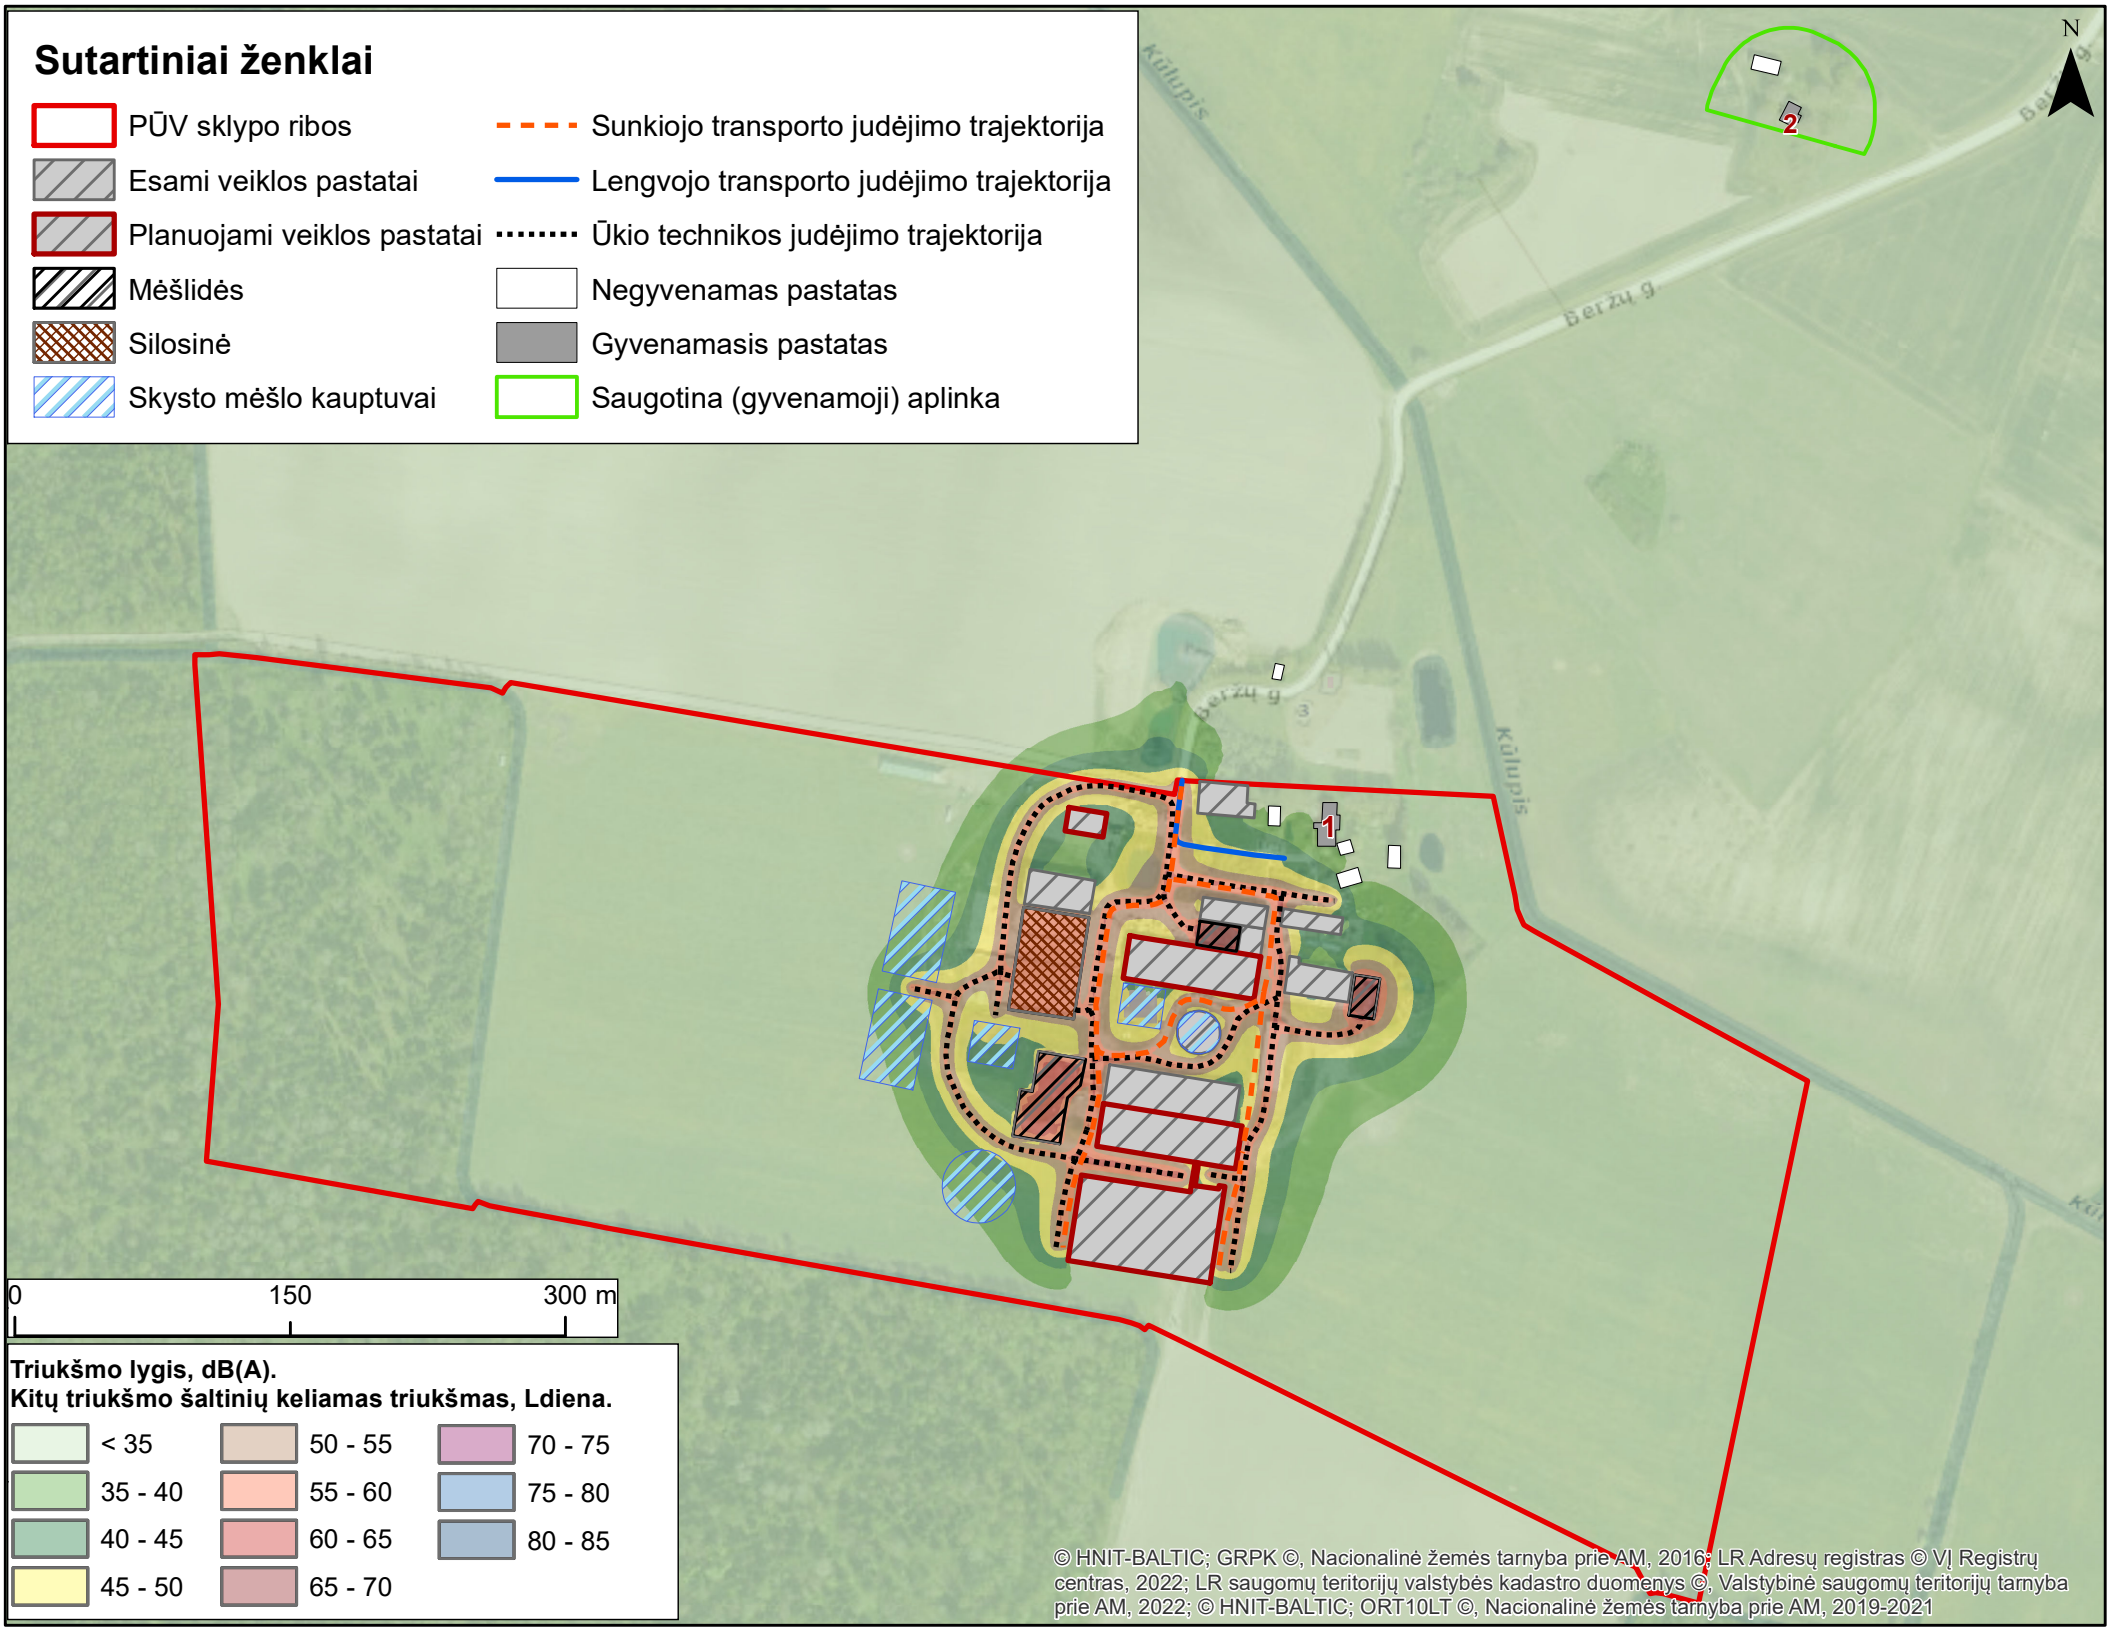 Sutartiniai ženklai
PŪV sklypo ribos
Esami veiklos pastatai
Planuojami veiklos pastatai
Mėšlidės
Silosinė
Skysto mėšlo kauptuvai
Sunkiojo transporto judėjimo trajektorija
Lengvojo transporto judėjimo trajektorija
Ūkio technikos judėjimo trajektorija
Negyvenamas pastatas
Gyvenamasis pastatas
Saugotina (gyvenamoji) aplinka
N
Kūlupis
Beržų g.
2
Beržų g.
Beržų g
3
Kūlupis
1
0 150 300 m
Triukšmo lygis, dB(A).
Kitų triukšmo šaltinių keliamas triukšmas, Ldiena.
< 35
35 - 40
40 - 45
45 - 50
50 - 55
55 - 60
60 - 65
65 - 70
70 - 75
75 - 80
80 - 85
© HNIT-BALTIC; GRPK ©, Nacionalinė žemės tarnyba prie AM, 2016; LR Adresų registras © VĮ Registrų
centras, 2022; LR saugomų teritorijų valstybės kadastro duomenys ©, Valstybinė saugomų teritorijų tarnyba
prie AM, 2022; © HNIT-BALTIC; ORT10LT ©, Nacionalinė žemės tarnyba prie AM, 2019-2021